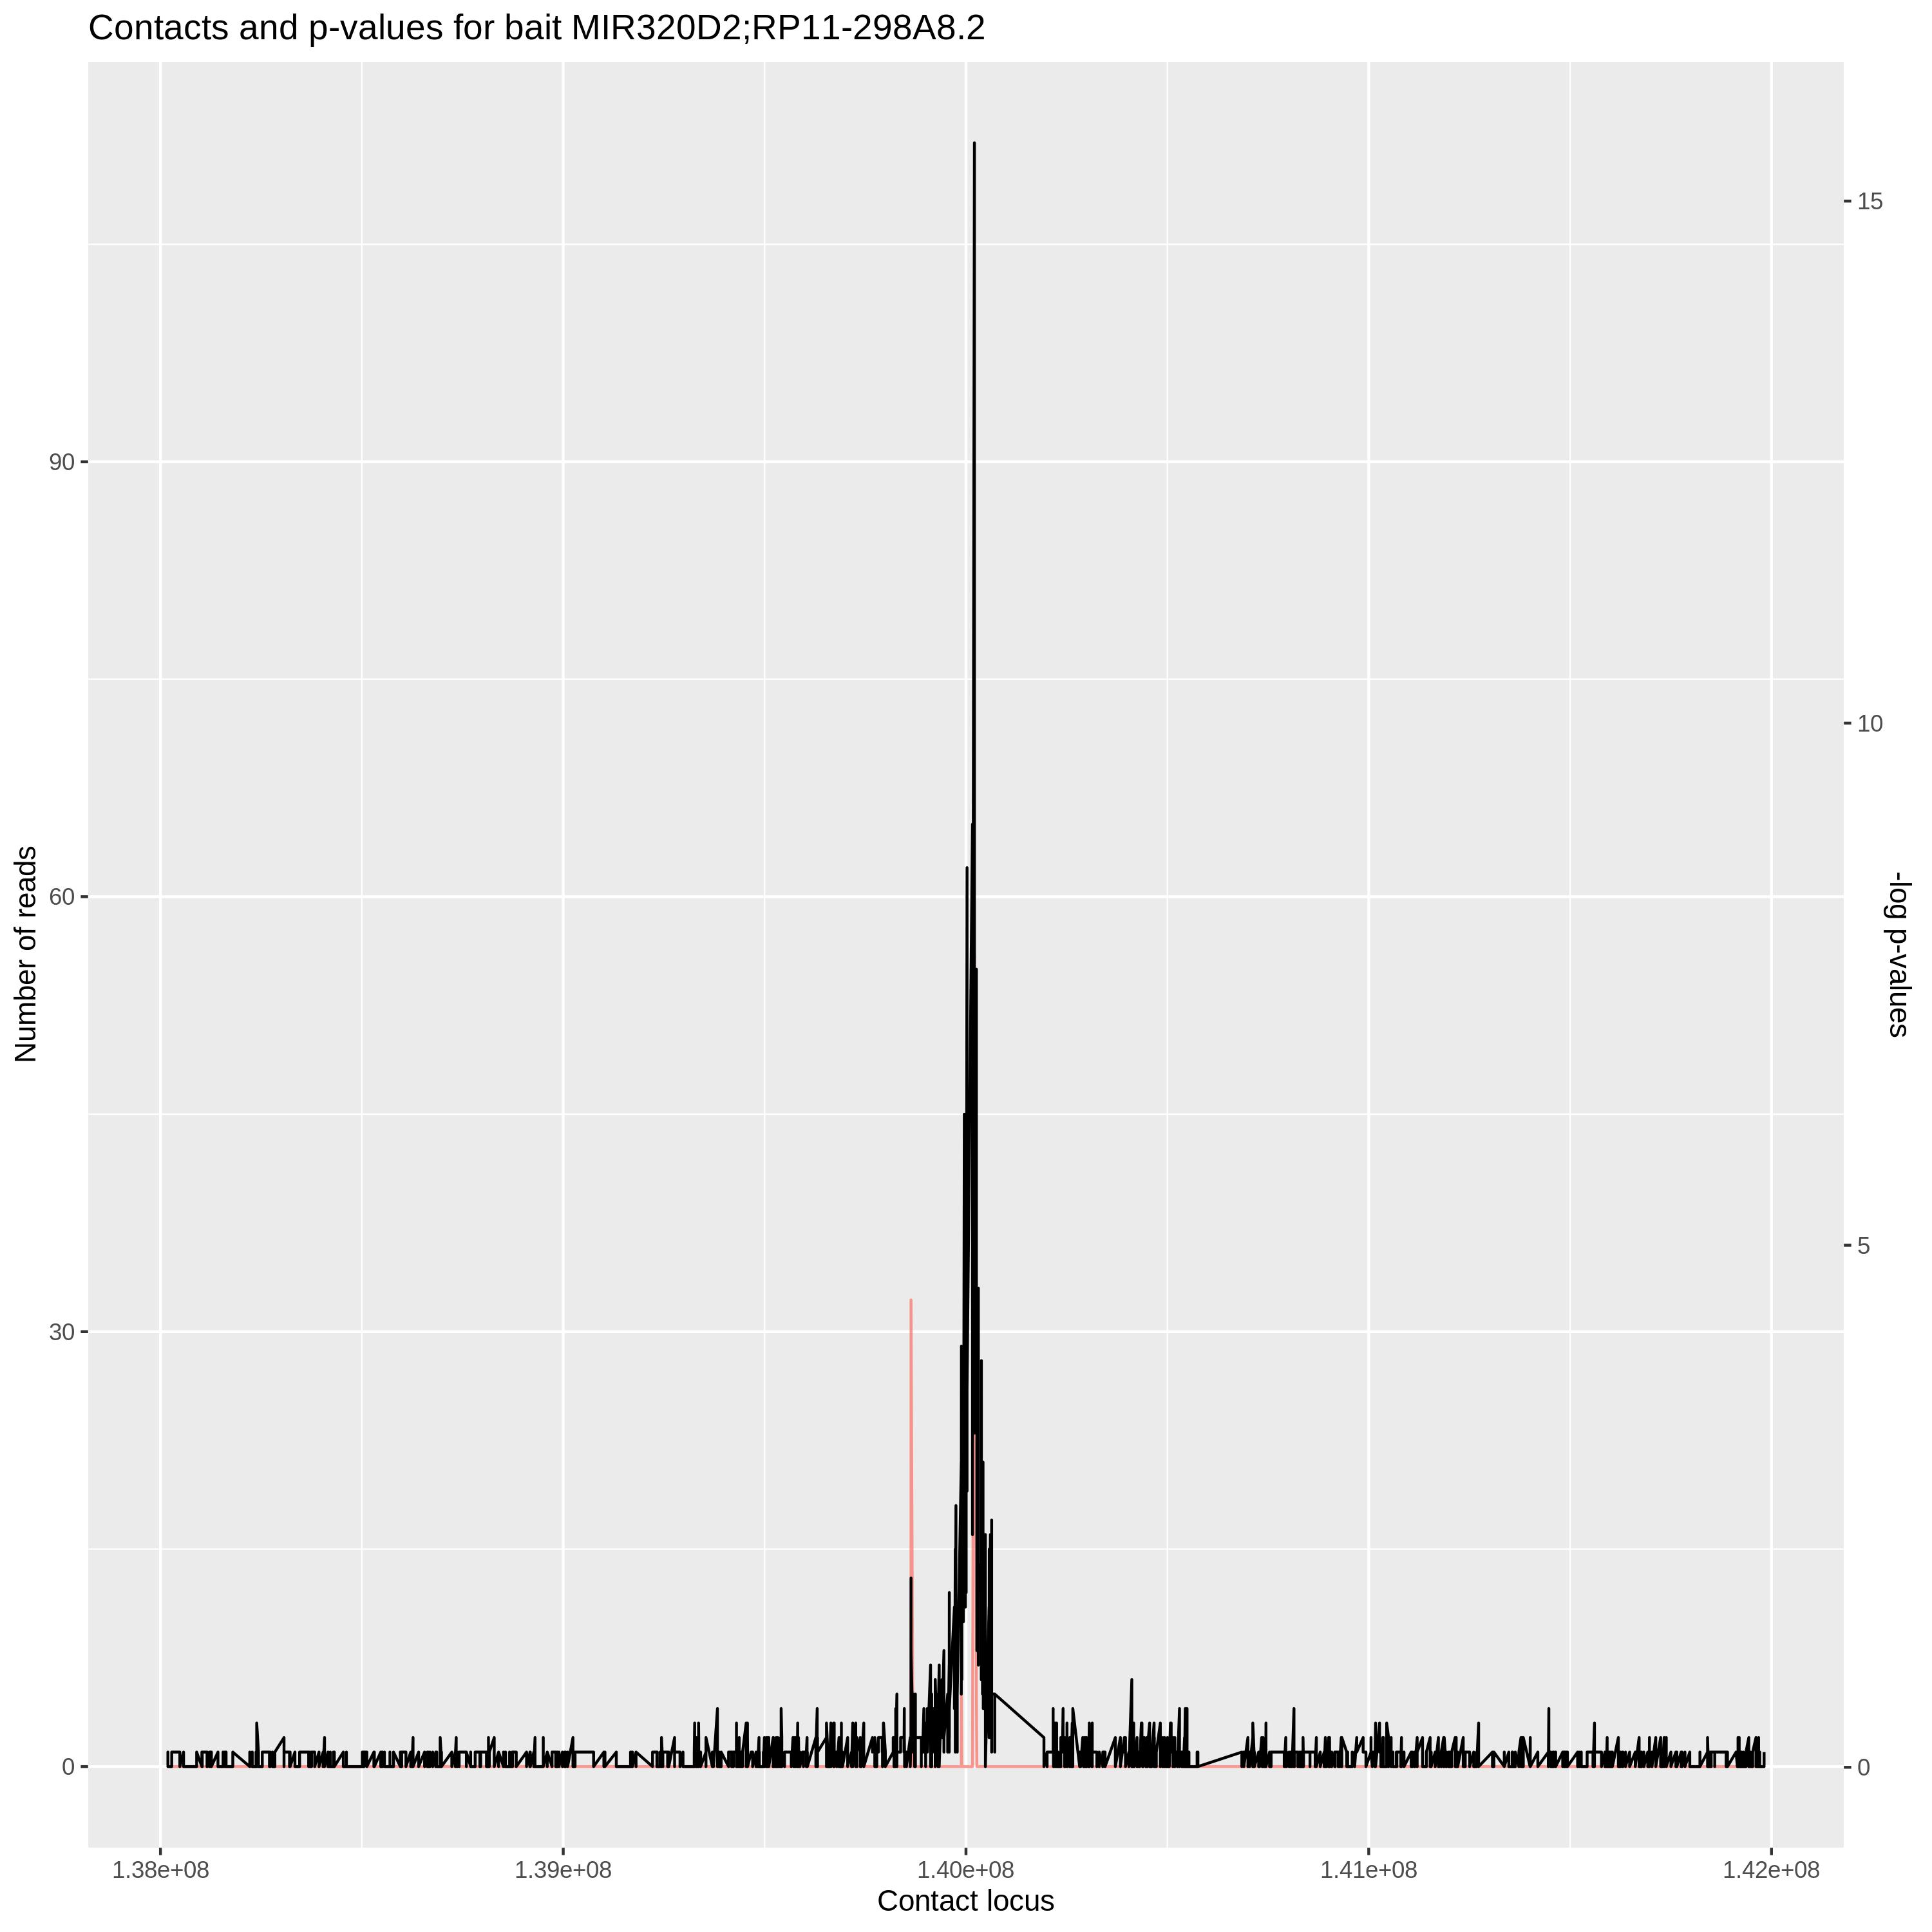 Contacts and p-values for bait MIR320D2;RP11-298A8.2
Number of reads
90
60
30
0
15
10
5
0
-log p-values
1.38e+08
1.39e+08
1.40e+08
1.41e+08
1.42e+08
Contact locus